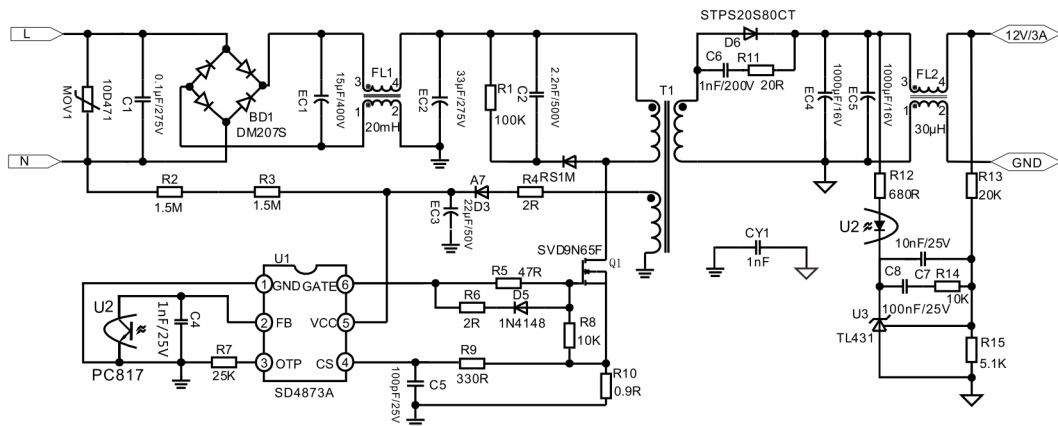 STPS20S80CT
L
12V/3A
D6
C6
R11
1nF/200V
20R
FL1
3
4
1
2
20mH
FL2
3
4
1
2
30µH
10D471
MOV1
0.1µF/275V
C1
BD1
DM207S
15µF/400V
EC1
33µF/275V
EC2
R1
100K
2.2nF/500V
C2
T1
1000µF/16V
EC4
1000µF/16V
EC5
N
RS1M
GND
R2
1.5M
R3
1.5M
A7
D3
R4
2R
22µF/50V
EC3
R12
680R
R13
20K
U2
SVD9N65F
Q1
CY1
1nF
10nF/25V
C8
C7
R14
10K
100nF/25V
U1
1
GND
GATE
6
R5
47R
R6
2R
D5
1N4148
U2
1nF/25V
C4
2
FB
VCC
5
R8
10K
U3
TL431
R15
5.1K
PC817
R7
25K
3
OTP
CS
4
R9
330R
SD4873A
100pF/25V
C5
R10
0.9R